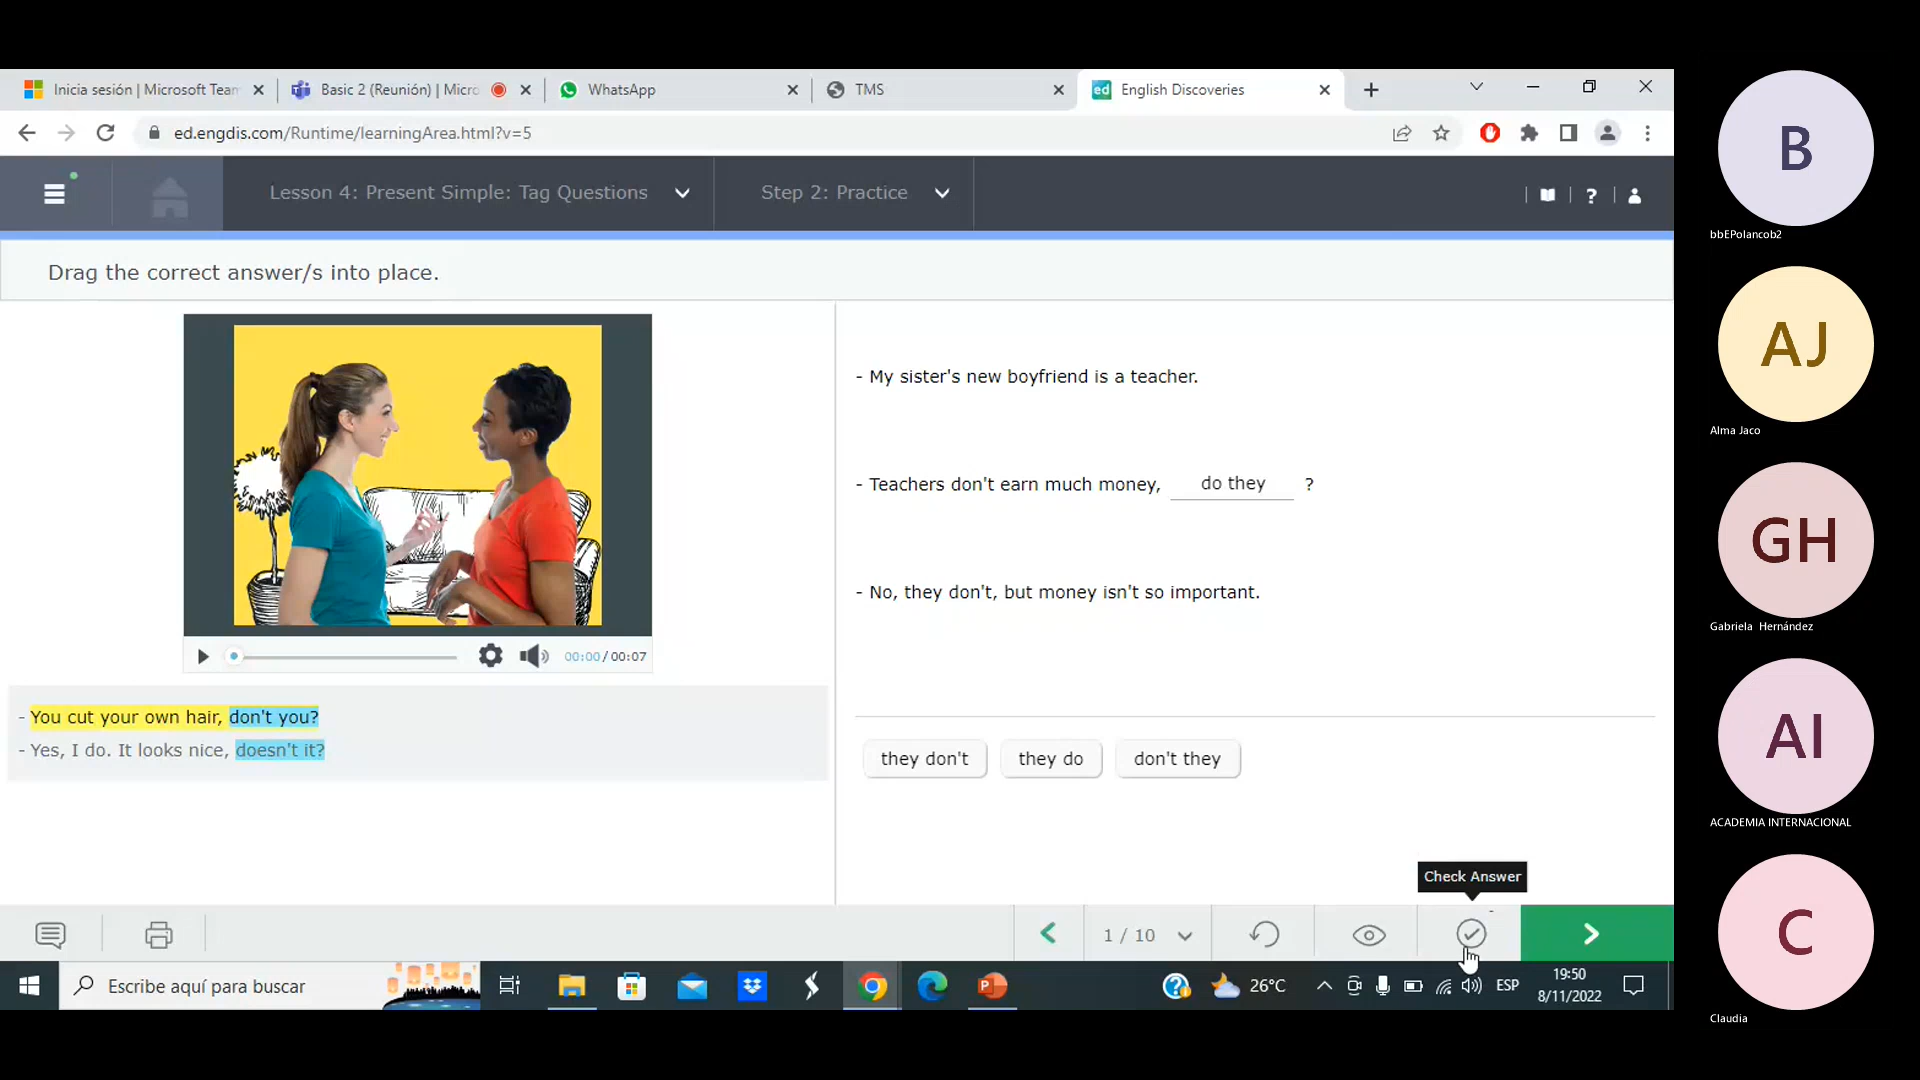 Inicia sesión | Microsoft Team
Basic 2 (Reunión) | Micro
WhatsApp
TMS
ed English Discoveries
ed.engdis.com/Runtime/learningArea.html?v=5
Lesson 4: Present Simple: Tag Questions
Step 2: Practice
?
Drag the correct answer/s into place.
- My sister's new boyfriend is a teacher.
- Teachers don't earn much money, do they ?
- No, they don't, but money isn't so important.
00:00/00:07
- You cut your own hair, don't you?
- Yes, I do. It looks nice, doesn't it?
they don't
they do
don't they
Check Answer
1 / 10
Escribe aquí para buscar
26°C
ESP
19:50
8/11/2022
B
bbEPolancob2
AJ
Alma Jaco
GH
Gabriela Hernández
AI
ACADEMIA INTERNACIONAL
C
Claudia